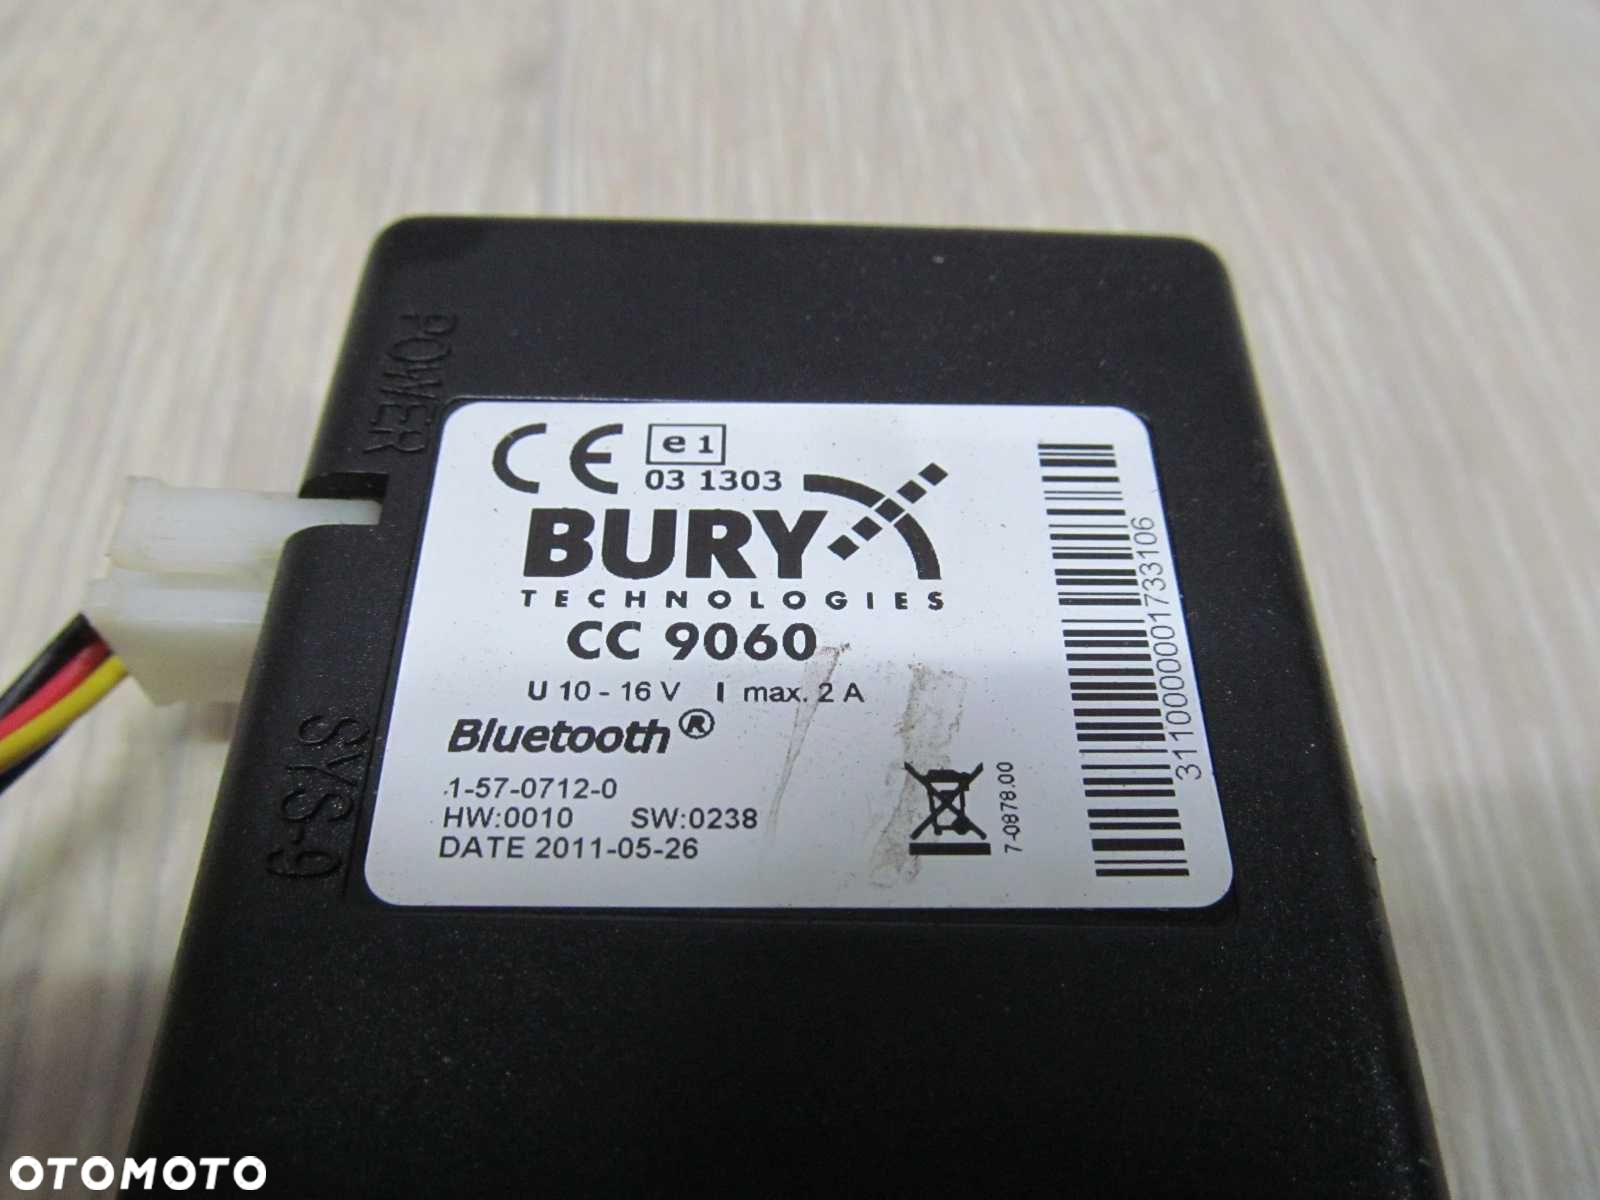 POWER
CE e1
03 1303
BURY
TECHNOLOGIES
CC 9060
U 10 - 16 V I max. 2 A
Bluetooth®
1-57-0712-0
HW:0010 SW:0238
DATE 2011-05-26
7-0878.00
3110000001733106
SYS-9
OTOMOTO